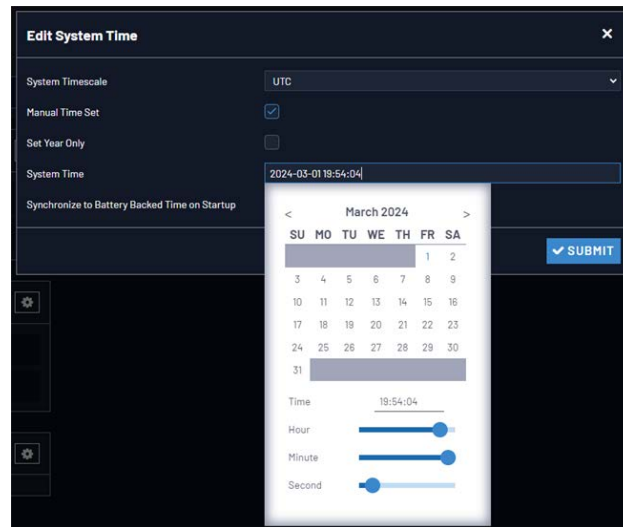 Edit System Time
×
System Timescale UTC
Manual Time Set
Set Year Only
System Time 2024-03-01 19:54:04
Synchronize to Battery Backed Time on Startup
< March 2024 >
SU MO TU WE TH FR SA
1 2
3 4 5 6 7 8 9
10 11 12 13 14 15 16
17 18 19 20 21 22 23
24 25 26 27 28 29 30
31
Time 19:54:04
Hour
Minute
Second
SUBMIT